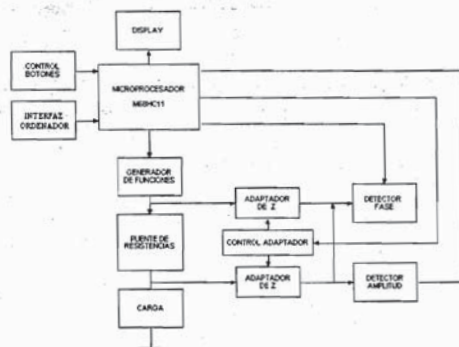 DISPLAY
CONTROL
BOTONES
MICROPROCESADOR
M68HC11
INTERFAZ
ORDENADOR
GENERADOR
DE FUNCIONES
ADAPTADOR
DE Z
DETECTOR
FASE
PUENTE DE
RESISTENCIAS
CONTROL ADAPTADOR
ADAPTADOR
DE Z
DETECTOR
AMPLITUD
CARGA